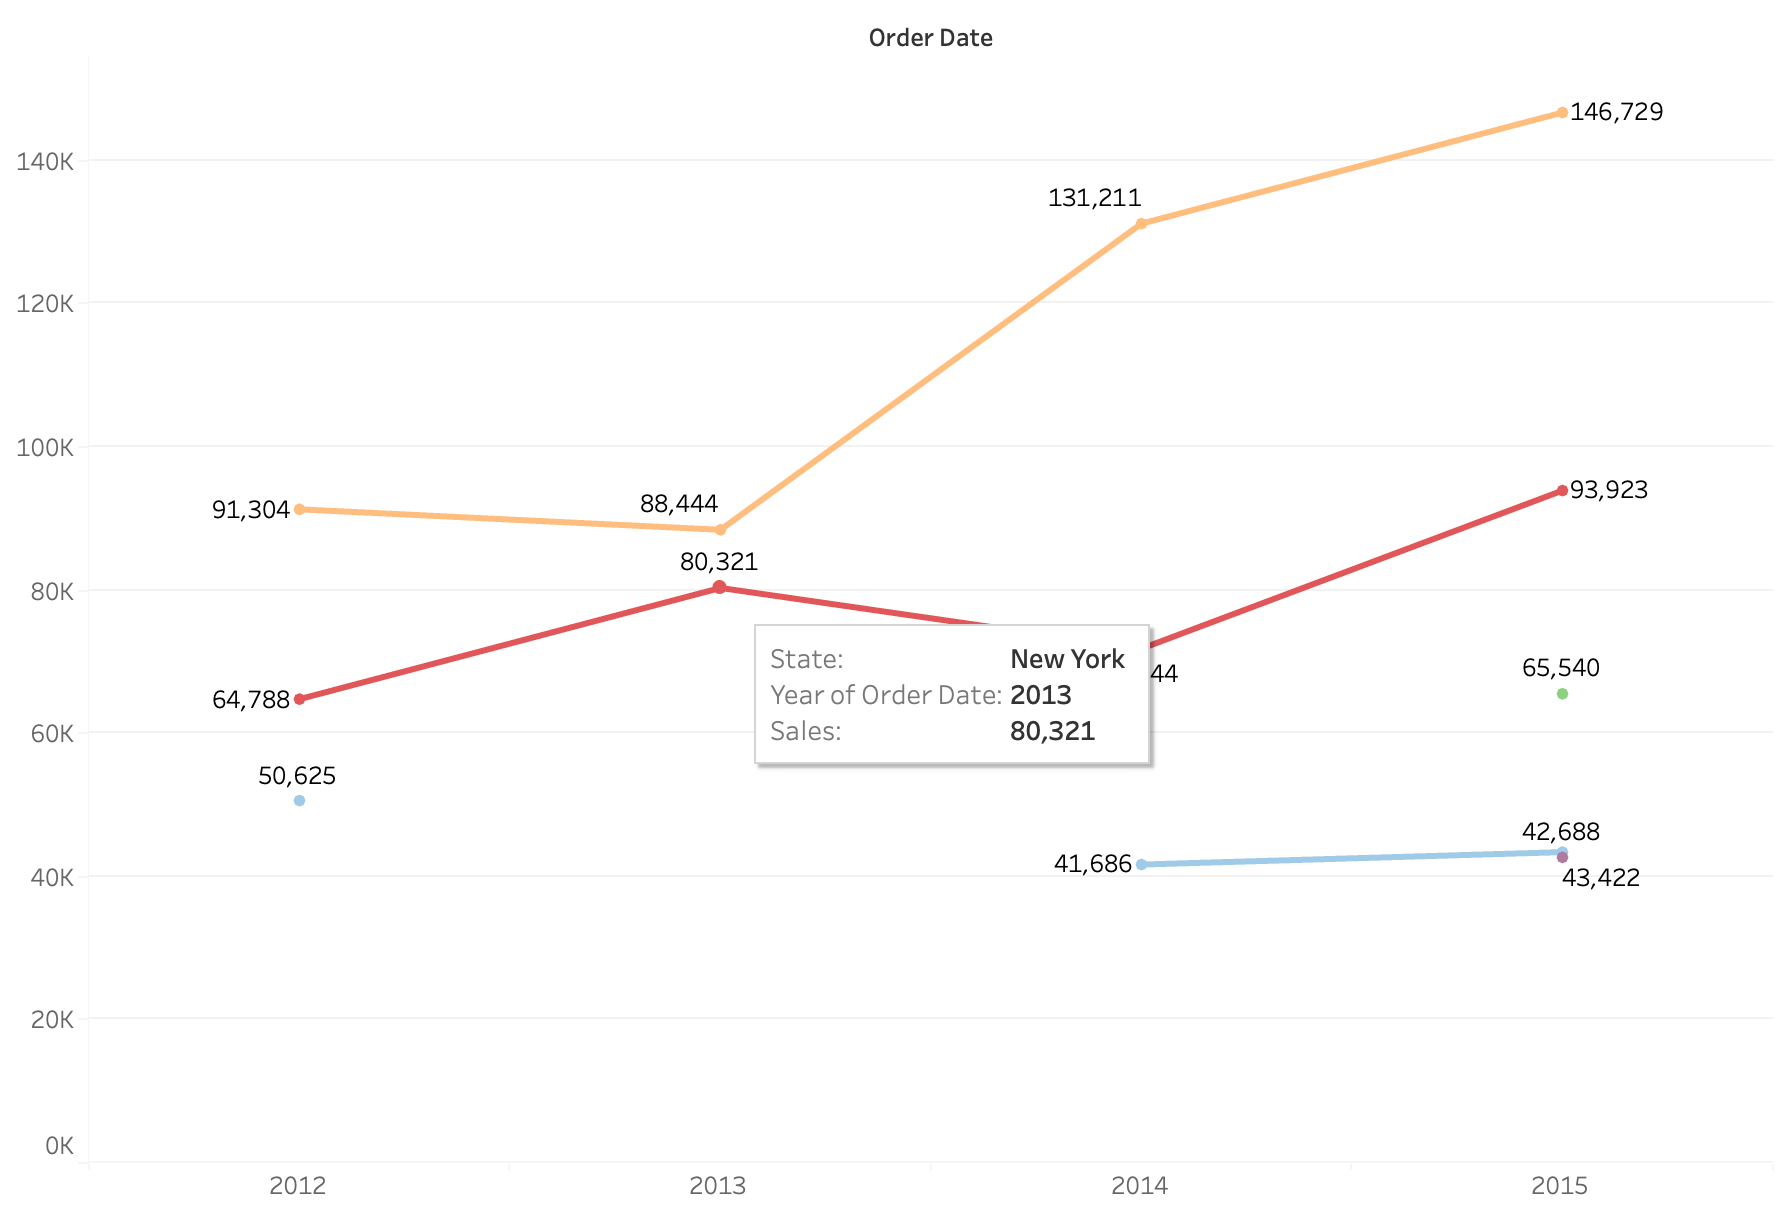 Order Date
146,729
140K
131,211
120K
100K
91,304
88,444
93,923
80,321
80K
State: New York
Year of Order Date: 2013
Sales: 80,321
44
65,540
64,788
60K
50,625
42,688
41,686
40K
43,422
20K
0K
2012 2013 2014 2015